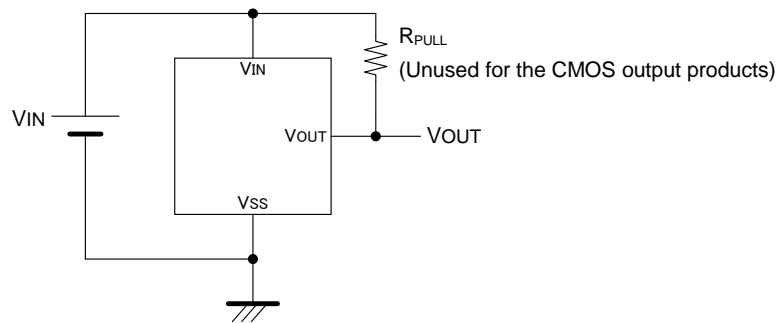 RPULL
(Unused for the CMOS output products)
VIN
VIN
VOUT
VOUT
VSS